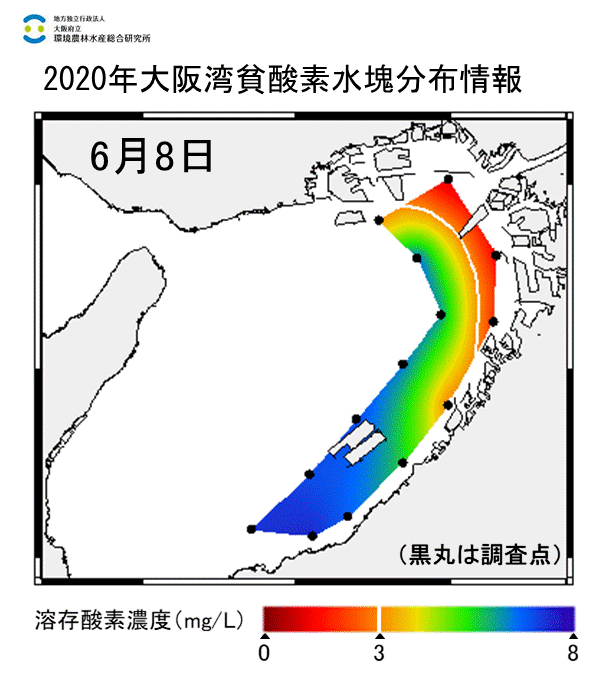 地方独立行政法人
大阪府立
環境農林水産総合研究所
2020年大阪湾貧酸素水塊分布情報
6月8日
(黒丸は調査点)
溶存酸素濃度(mg/L)
0 3 8